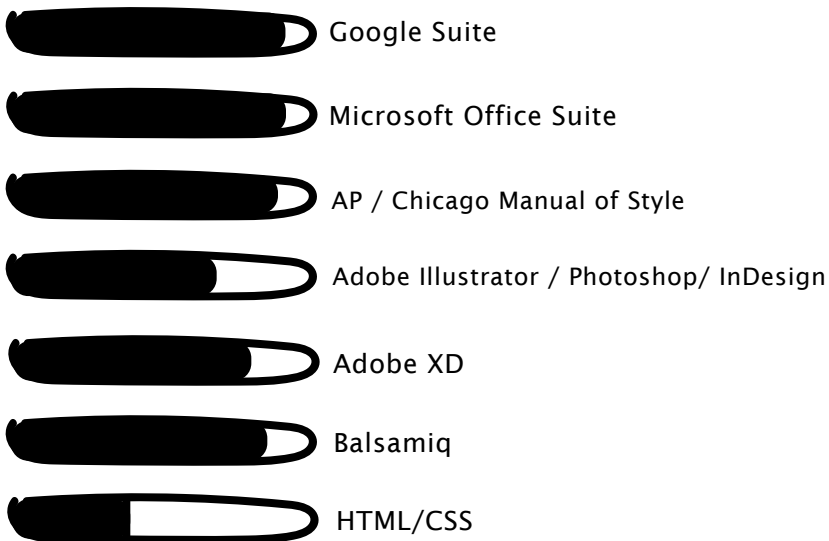 Google Suite
Microsoft Office Suite
AP / Chicago Manual of Style
Adobe Illustrator / Photoshop/ InDesign
Adobe XD
Balsamiq
HTML/CSS